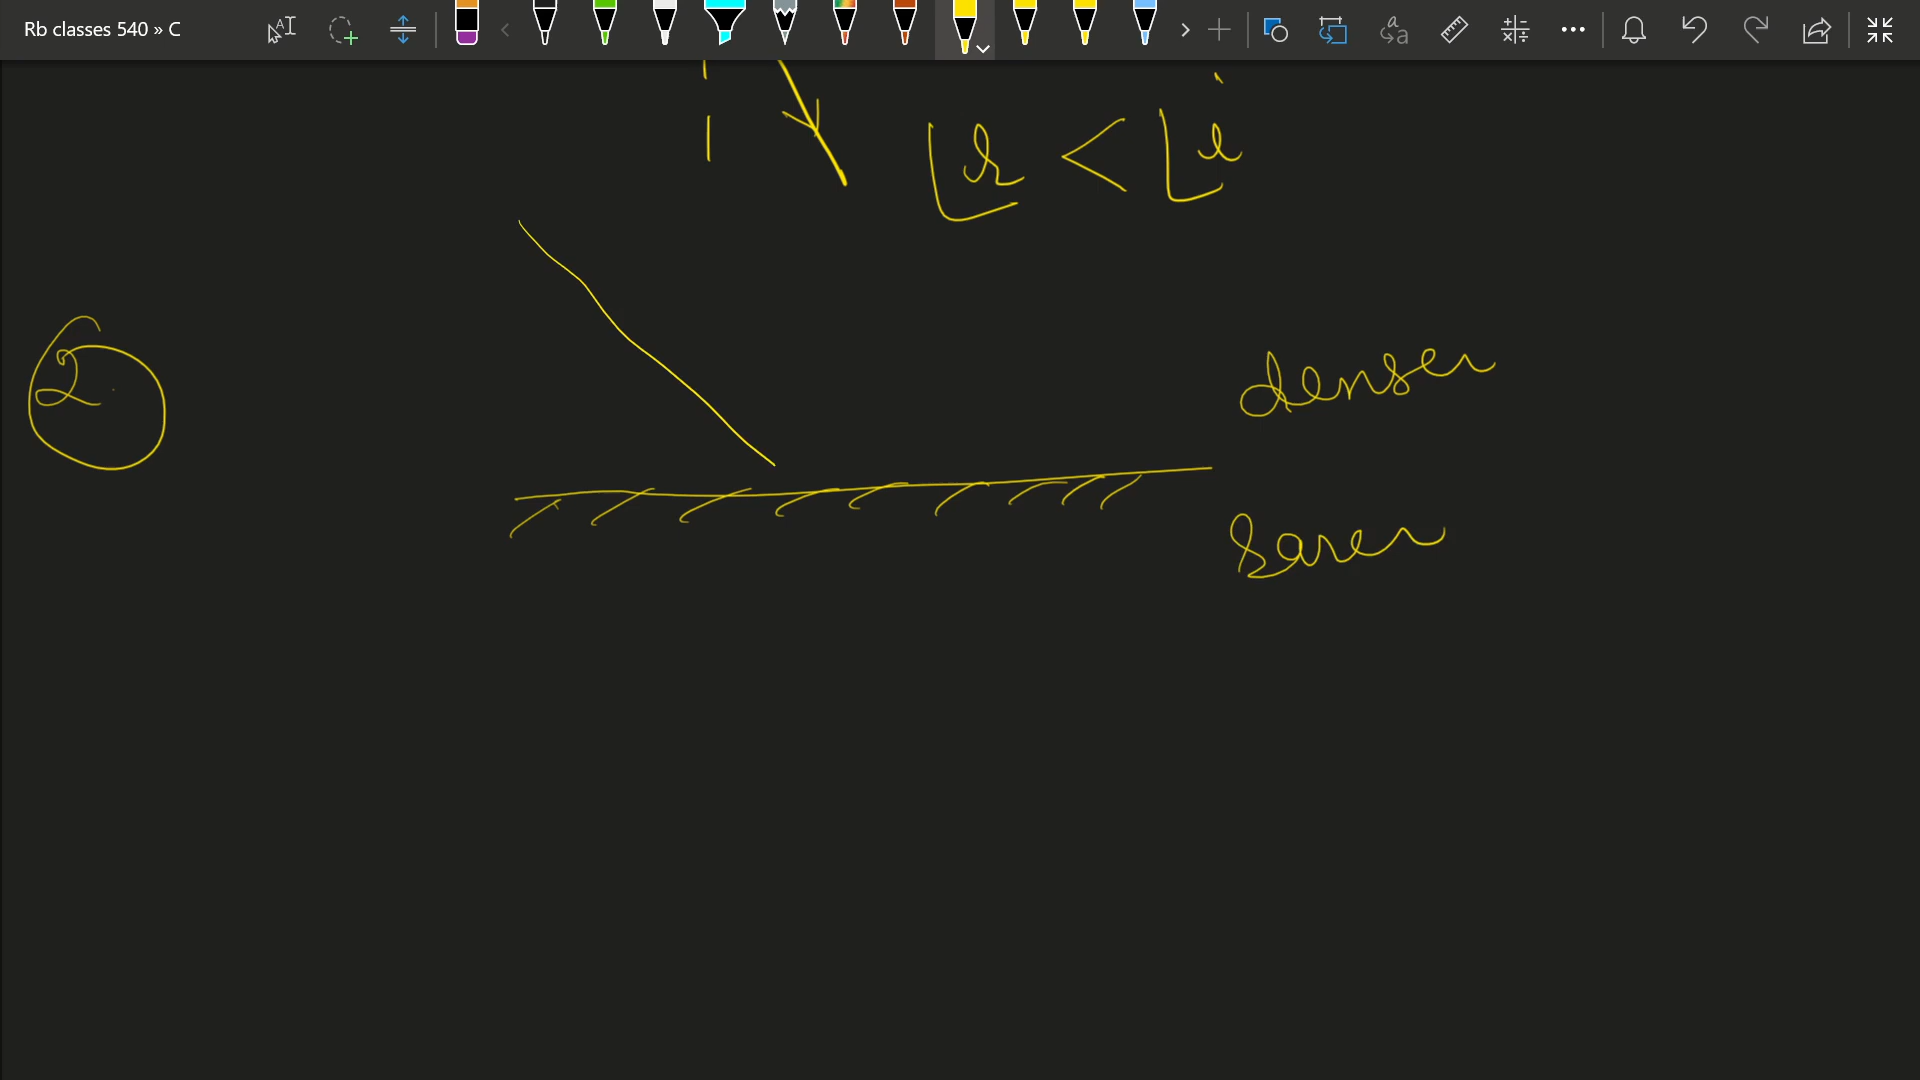 Rb classes 540 » C
∠r < ∠i
2
denser
rarer